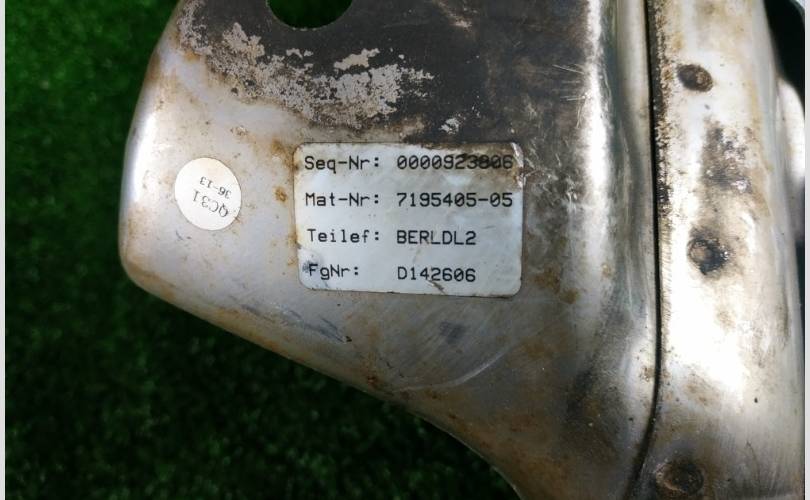 Seq-Nr: 0000923806
Mat-Nr: 7195405-05
Teilef: BERLDL2
FgNr: D142606
QC31
36-13